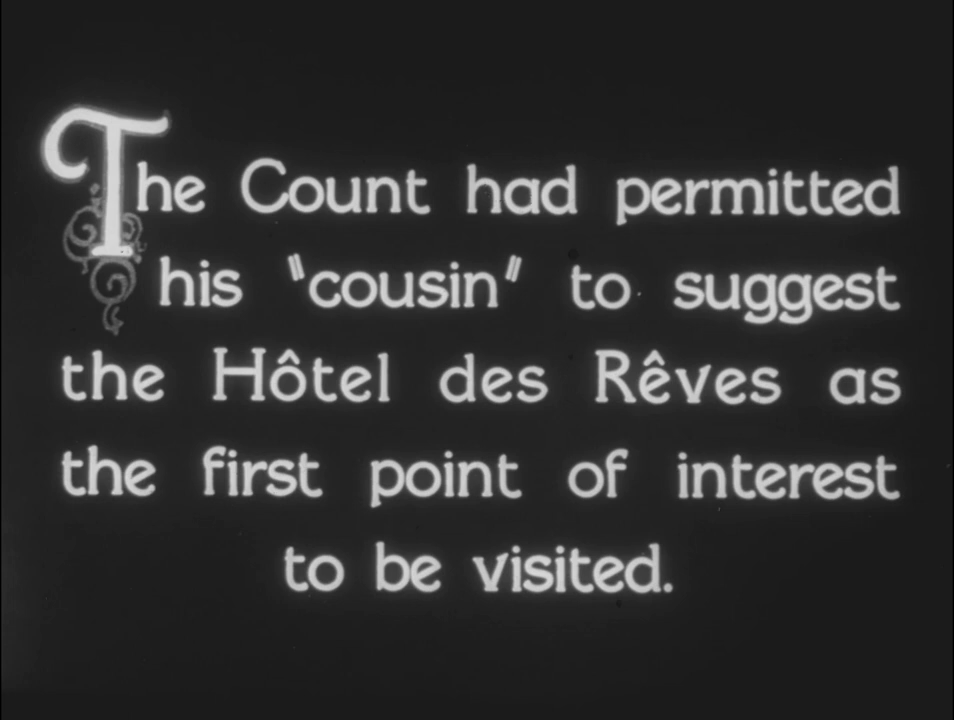 The Count had permitted
his "cousin" to suggest
the Hôtel des Rêves as
the first point of interest
to be visited.